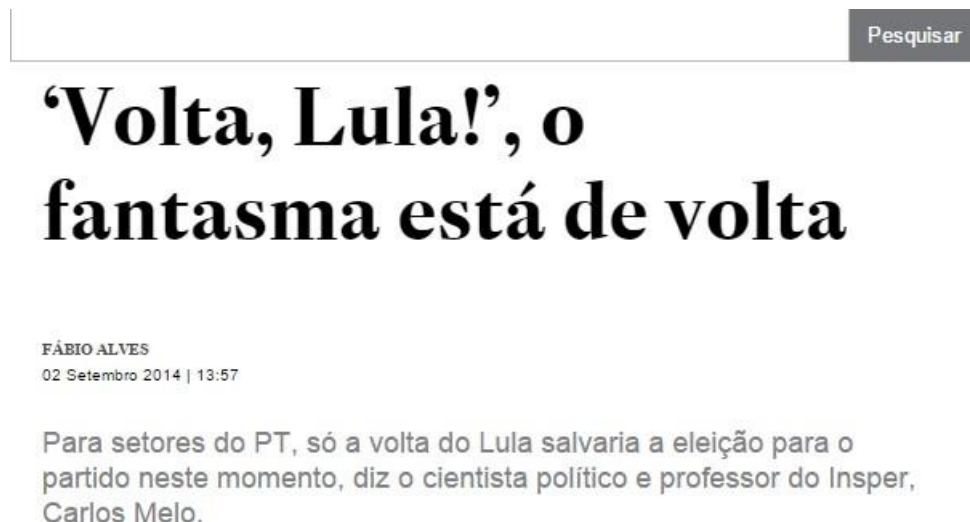 Pesquisar
‘Volta, Lula!’, o
fantasma está de volta
FÁBIO ALVES
02 Setembro 2014 | 13:57
Para setores do PT, só a volta do Lula salvaria a eleição para o
partido neste momento, diz o cientista político e professor do Insper,
Carlos Melo.